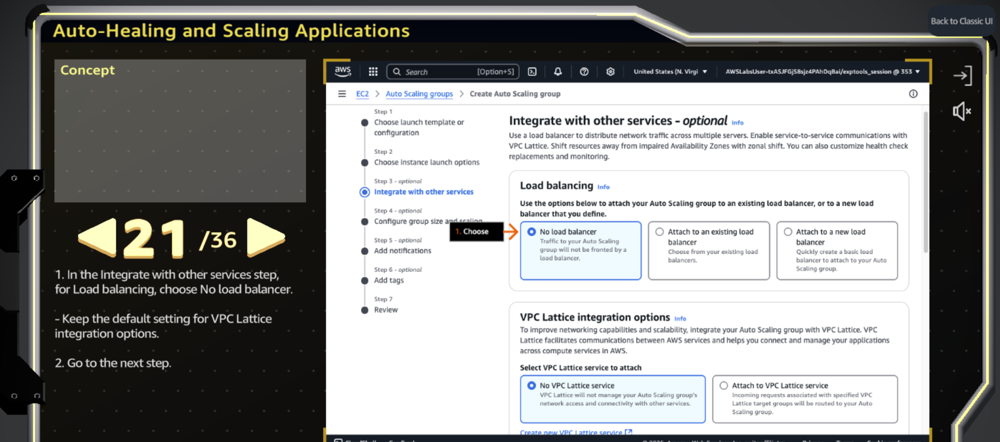 Back to Classic UI
Auto-Healing and Scaling Applications
Concept
21 /36
1. In the Integrate with other services step,
for Load balancing, choose No load balancer.
- Keep the default setting for VPC Lattice
integration options.
2. Go to the next step.
aws
Search [Option+S]
United States (N. Virgi
AWSLabsUser-txASJFGjS8sjz4PAhDqBai/exptools_session @ 353
EC2 > Auto Scaling groups > Create Auto Scaling group
Step 1
Choose launch template or
configuration
Step 2
Choose instance launch options
Step 3 - optional
Integrate with other services
Step 4 - optional
Configure group size and scaling
Step 5 - optional
Add notifications
Step 6 - optional
Add tags
Step 7
Review
1. Choose
Integrate with other services - optional Info
Use a load balancer to distribute network traffic across multiple servers. Enable service-to-service communications with
VPC Lattice. Shift resources away from impaired Availability Zones with zonal shift. You can also customize health check
replacements and monitoring.
Load balancing Info
Use the options below to attach your Auto Scaling group to an existing load balancer, or to a new load
balancer that you define.
No load balancer
Traffic to your Auto Scaling
group will not be fronted by a
load balancer.
Attach to an existing load
balancer
Choose from your existing load
balancers.
Attach to a new load
balancer
Quickly create a basic load
balancer to attach to your Auto
Scaling group.
VPC Lattice integration options Info
To improve networking capabilities and scalability, integrate your Auto Scaling group with VPC Lattice. VPC
Lattice facilitates communications between AWS services and helps you connect and manage your applications
across compute services in AWS.
Select VPC Lattice service to attach
No VPC Lattice service
VPC Lattice will not manage your Auto Scaling group's
network access and connectivity with other services.
Attach to VPC Lattice service
Incoming requests associated with specified VPC
Lattice target groups will be routed to your Auto
Scaling group.
Create new VPC Lattice service